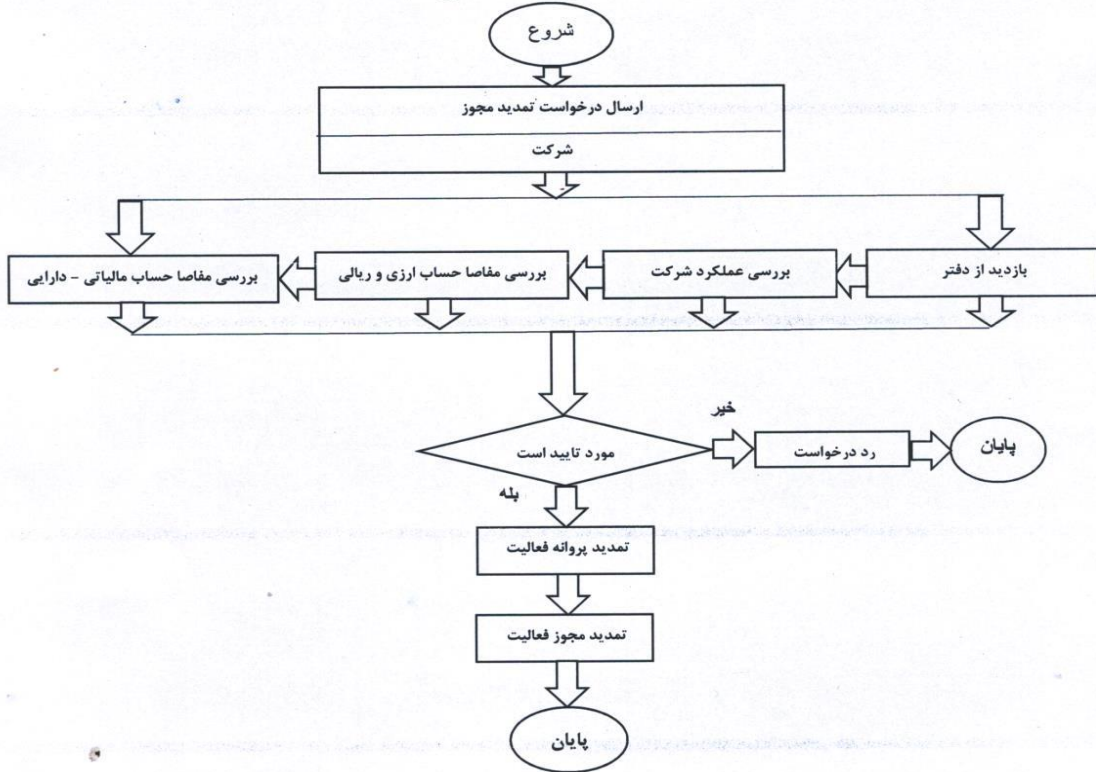 شروع
ارسال درخواست تمدید مجوز
شرکت
بازدید از دفتر
بررسی عملکرد شرکت
بررسی مفاصا حساب ارزی و ریالی
بررسی مفاصا حساب مالیاتی - دارایی
مورد تایید است
خیر
رد درخواست
پایان
بله
تمدید پروانه فعالیت
تمدید مجوز فعالیت
پایان